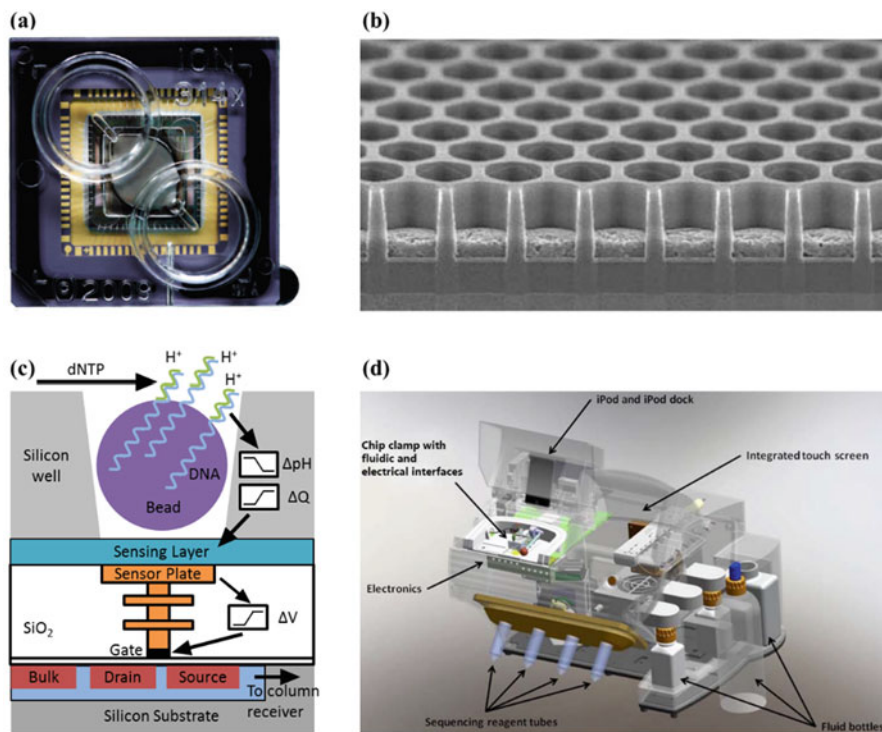 (a)
ION
314X
©2009
(b)
(c)
H⁺
H⁺
H⁺
dNTP
Silicon
well
DNA
Bead
ΔpH
ΔQ
Sensing Layer
Sensor Plate
SiO₂
ΔV
Gate
Bulk
Drain
Source
To column
receiver
Silicon Substrate
(d)
iPod and iPod dock
Chip clamp with
fluidic and
electrical interfaces
Integrated touch screen
Electronics
Sequencing reagent tubes
Fluid bottles